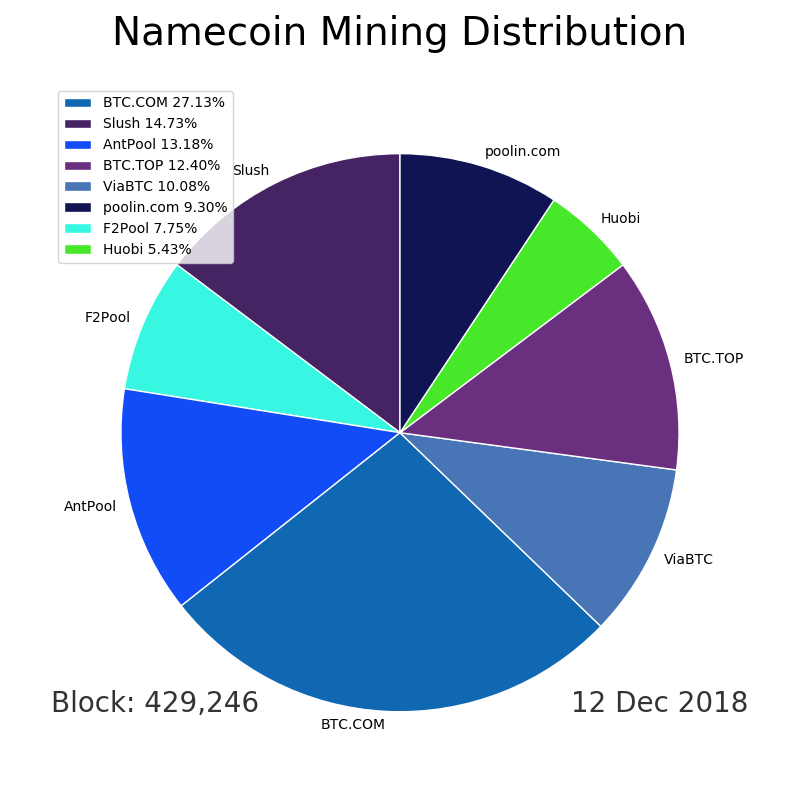 Namecoin Mining Distribution
BTC.COM 27.13%
Slush 14.73%
AntPool 13.18%
BTC.TOP 12.40%
ViaBTC 10.08%
poolin.com 9.30%
F2Pool 7.75%
Huobi 5.43%
poolin.com
Slush
Huobi
F2Pool
BTC.TOP
AntPool
ViaBTC
Block: 429,246
12 Dec 2018
BTC.COM